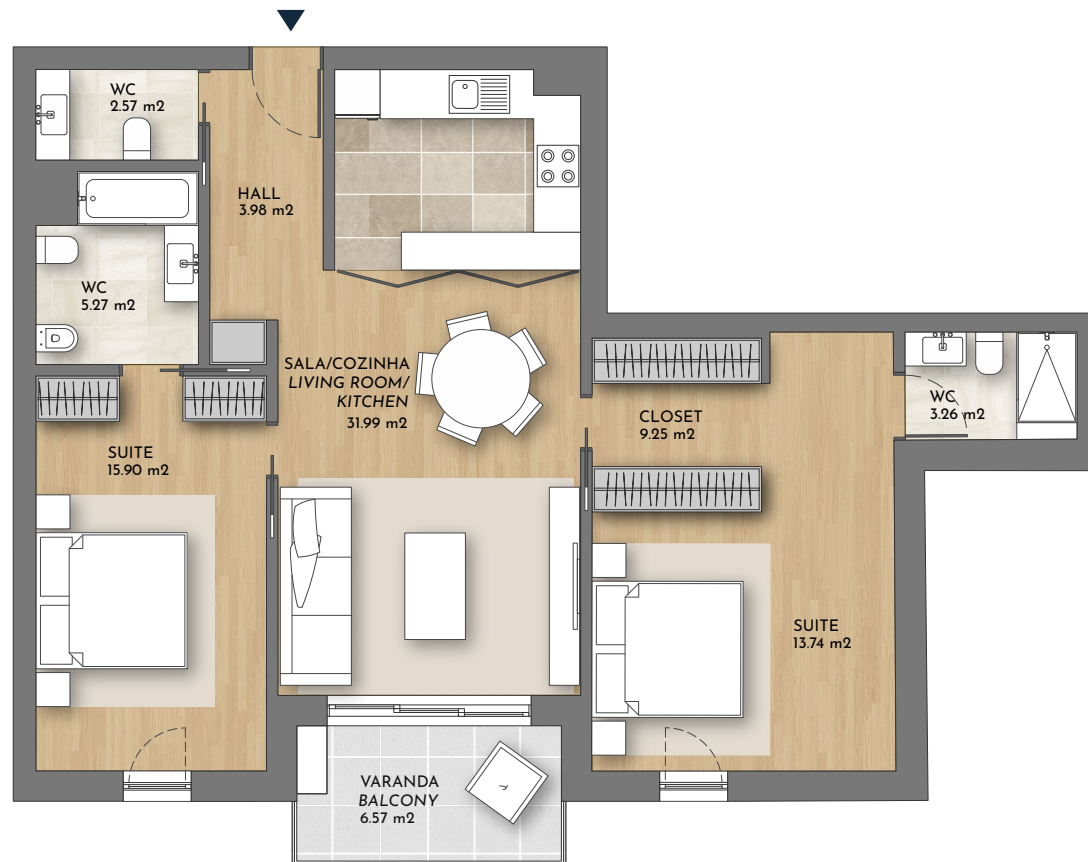 WC
2.57 m2
HALL
3.98 m2
WC
5.27 m2
SALA/COZINHA
LIVING ROOM/
KITCHEN
31.99 m2
CLOSET
9.25 m2
WC
3.26 m2
SUITE
15.90 m2
SUITE
13.74 m2
VARANDA
BALCONY
6.57 m2